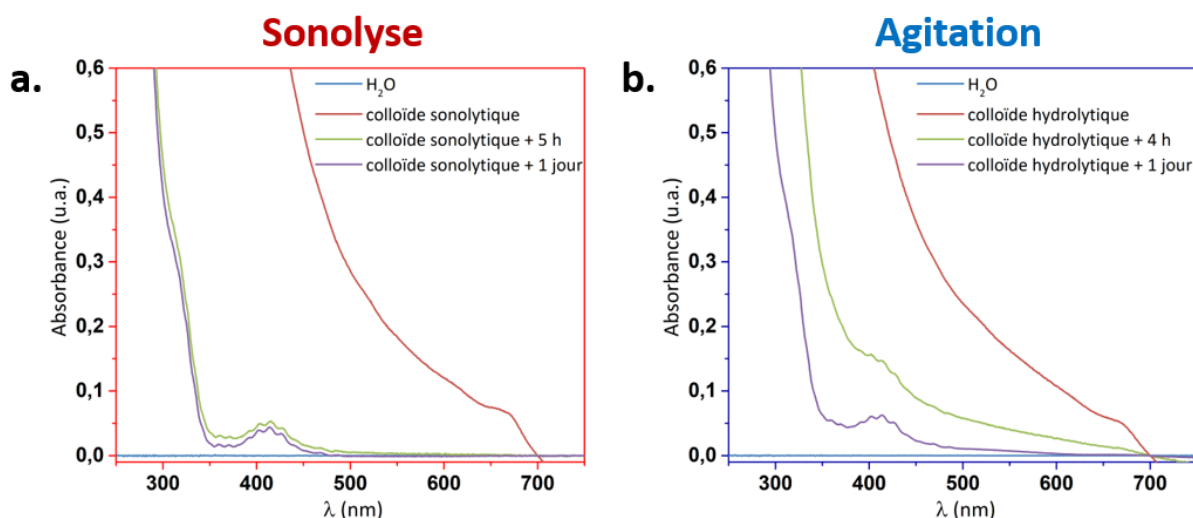 Sonolyse
a.
0,6
0,5
0,4
0,3
0,2
0,1
0,0
Absorbance (u.a.)
H₂O
colloïde sonolytique
colloïde sonolytique + 5 h
colloïde sonolytique + 1 jour
300 400 500 600 700
λ (nm)
Agitation
b.
0,6
0,5
0,4
0,3
0,2
0,1
0,0
Absorbance (u.a.)
H₂O
colloïde hydrolytique
colloïde hydrolytique + 4 h
colloïde hydrolytique + 1 jour
300 400 500 600 700
λ (nm)